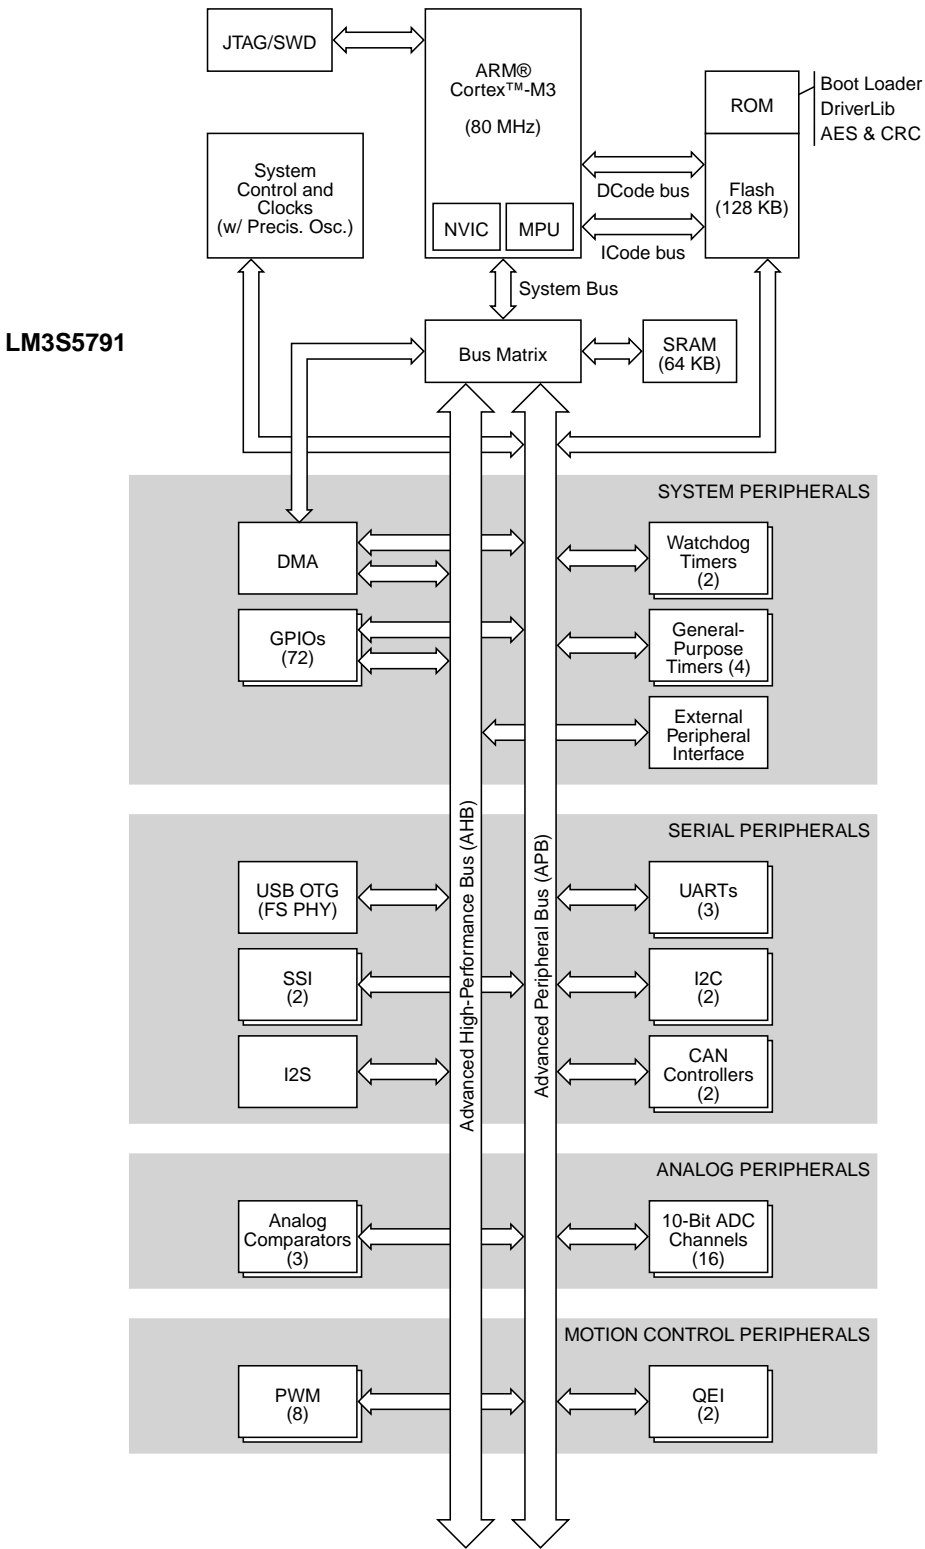 JTAG/SWD
ARM®
Cortex™-M3
(80 MHz)
NVIC
MPU
ROM
Boot Loader
DriverLib
AES & CRC
Flash
(128 KB)
DCode bus
ICode bus
System
Control and
Clocks
(w/ Precis. Osc.)
System Bus
LM3S5791
Bus Matrix
SRAM
(64 KB)
SYSTEM PERIPHERALS
DMA
Watchdog
Timers
(2)
GPIOs
(72)
General-
Purpose
Timers (4)
External
Peripheral
Interface
Advanced High-Performance Bus (AHB)
Advanced Peripheral Bus (APB)
SERIAL PERIPHERALS
USB OTG
(FS PHY)
UARTs
(3)
SSI
(2)
I2C
(2)
I2S
CAN
Controllers
(2)
ANALOG PERIPHERALS
Analog
Comparators
(3)
10-Bit ADC
Channels
(16)
MOTION CONTROL PERIPHERALS
PWM
(8)
QEI
(2)